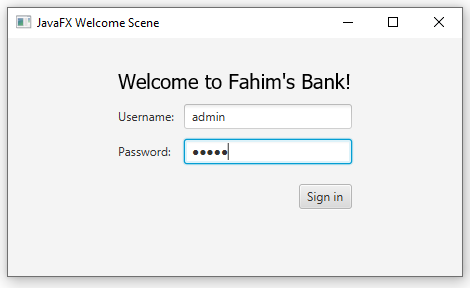 JavaFX Welcome Scene
Welcome to Fahim's Bank!
Username: admin
Password: •••••
Sign in